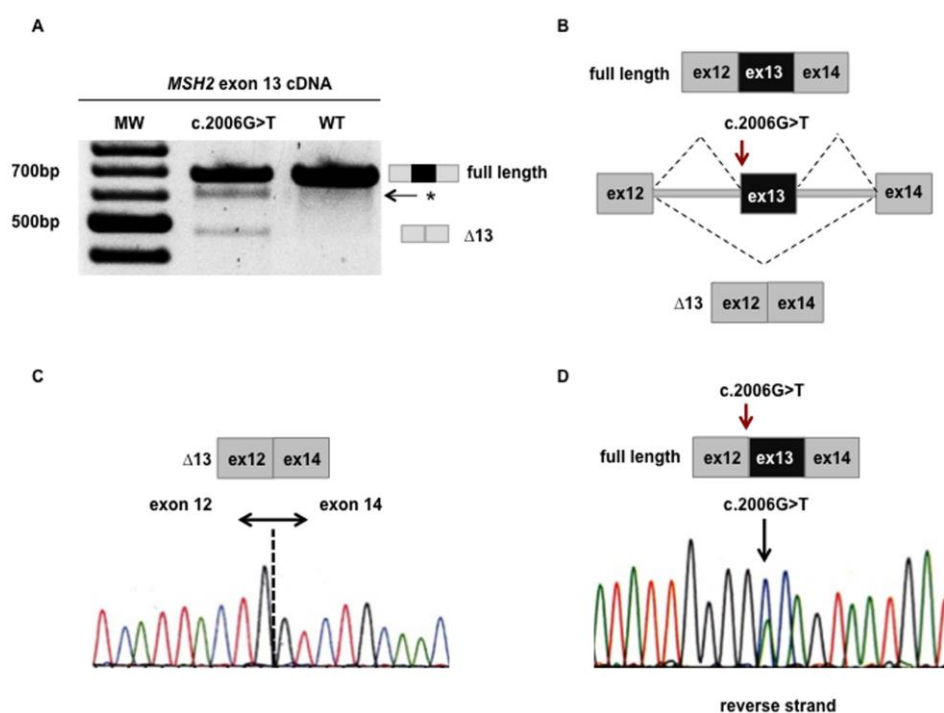 A
MSH2 exon 13 cDNA
MW c.2006G>T WT
700bp
500bp
full length
*
Δ13
B
full length ex12 ex13 ex14
c.2006G>T
ex12 ex13 ex14
Δ13 ex12 ex14
C
Δ13 ex12 ex14
exon 12 exon 14
D
c.2006G>T
full length ex12 ex13 ex14
c.2006G>T
reverse strand